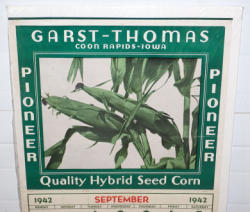 GARST-THOMAS
COON RAPIDS-IOWA
PIONEER
PIONEER
Quality Hybrid Seed Corn
1942 SEPTEMBER 1942